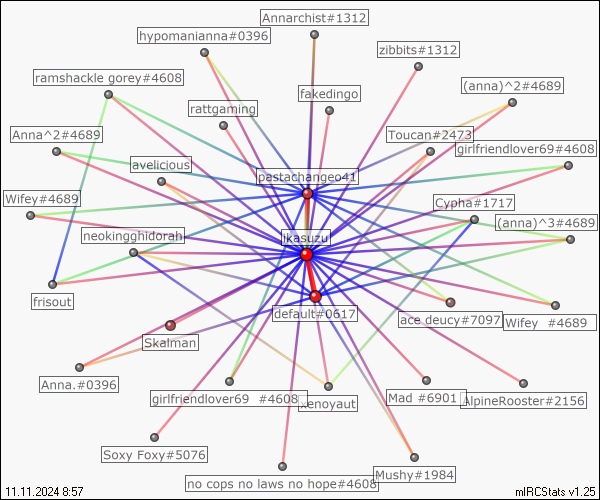 Annarchist#1312
hypomanianna#0396
zibbits#1312
ramshackle gorey#4608
(anna)^2#4689
fakedingo
rattgaming
Anna^2#4689
Toucan#2473
girlfriendlover69#4608
avelicious
pastachangeo41
Wifey#4689
Cypha#1717
(anna)^3#4689
neokingghidorah
ikasuzu
frisout
default#0617
ace deucy#7097
Wifey  #4689
Skalman
Anna.#0396
girlfriendlover69  #4608
xenoyaut
Mad #6901
AlpineRooster#2156
Soxy Foxy#5076
no cops no laws no hope#4608
Mushy#1984
11.11.2024 8:57
mIRCStats v1.25